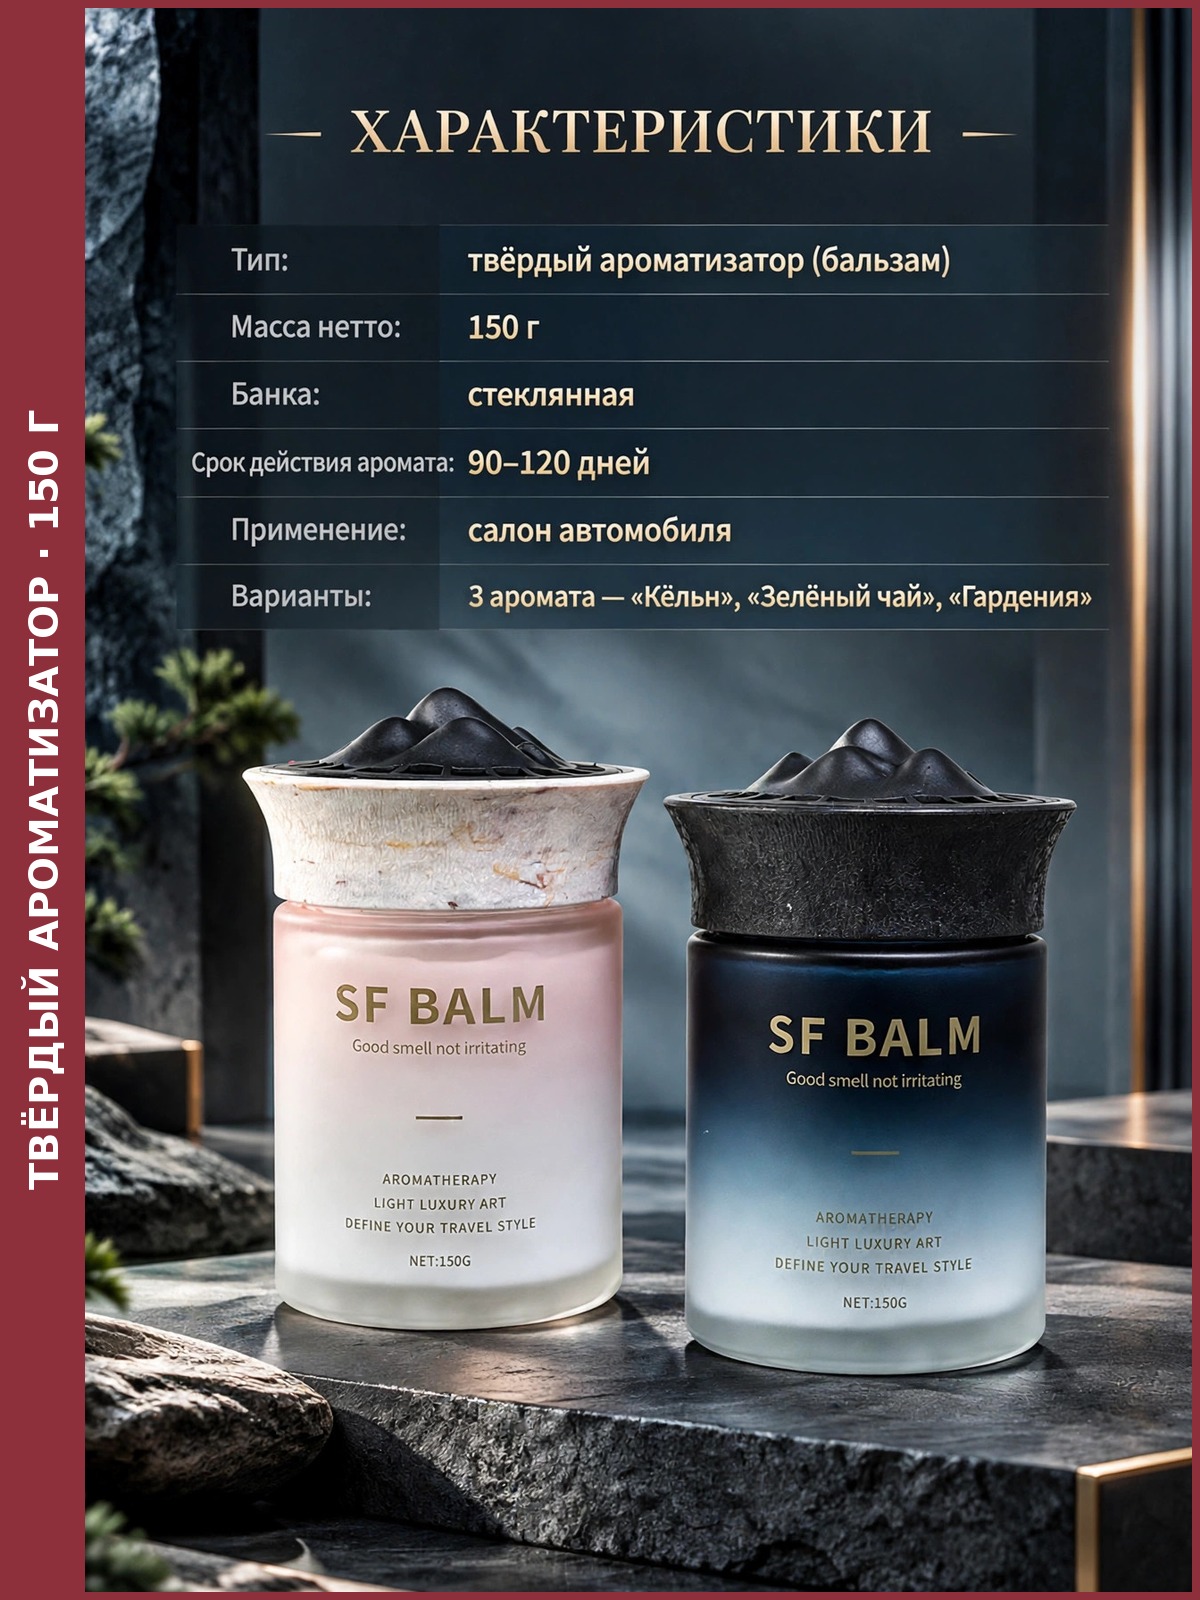 ТВЁРДЫЙ АРОМАТИЗАТОР · 150 Г
ХАРАКТЕРИСТИКИ
Тип: твёрдый ароматизатор (бальзам)
Масса нетто: 150 г
Банка: стеклянная
Срок действия аромата: 90–120 дней
Применение: салон автомобиля
Варианты: 3 аромата — «Кёльн», «Зелёный чай», «Гардения»
SF BALM
Good smell not irritating
AROMATHERAPY
LIGHT LUXURY ART
DEFINE YOUR TRAVEL STYLE
NET:150G
SF BALM
Good smell not irritating
AROMATHERAPY
LIGHT LUXURY ART
DEFINE YOUR TRAVEL STYLE
NET:150G